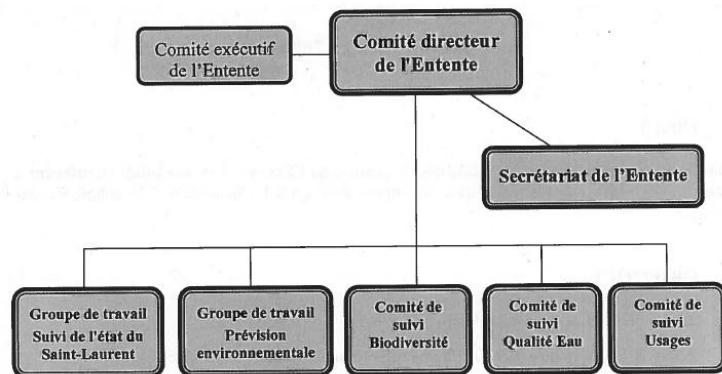 Comité exécutif
de l'Entente
Comité directeur
de l'Entente
Secrétariat de l'Entente
Groupe de travail
Suivi de l'état du
Saint-Laurent
Groupe de travail
Prévision
environnementale
Comité de
suivi
Biodiversité
Comité de
suivi
Qualité Eau
Comité de
suivi
Usages